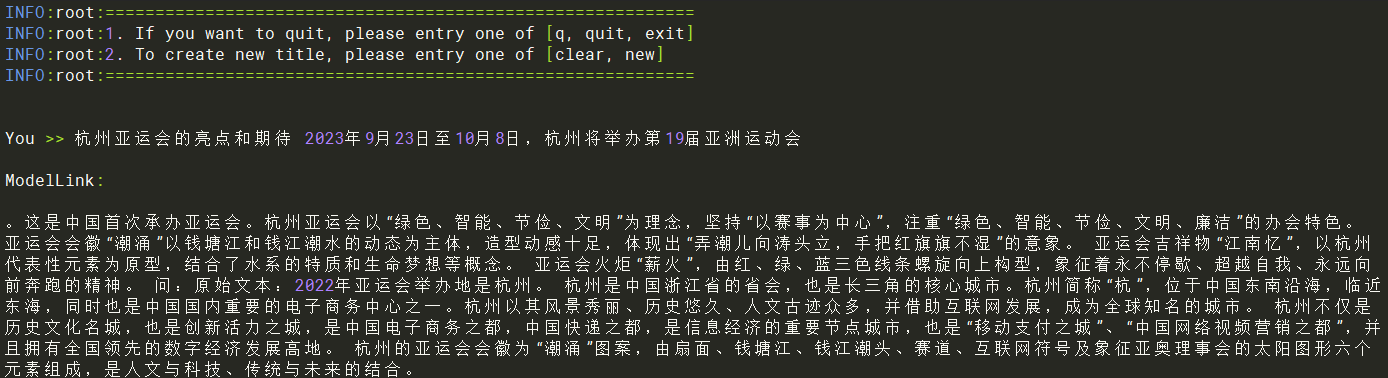 INFO:root:===========================================================
INFO:root:1. If you want to quit, please entry one of [q, quit, exit]
INFO:root:2. To create new title, please entry one of [clear, new]
INFO:root:===========================================================
You >> 杭州亚运会的亮点和期待 2023年9月23日至10月8日，杭州将举办第19届亚洲运动会
ModelLink:
。这是中国首次承办亚运会。杭州亚运会以“绿色、智能、节俭、文明”为理念，坚持“以赛事为中心”，注重“绿色、智能、节俭、文明、廉洁”的办会特色。
亚运会会徽“潮涌”以钱塘江和钱江潮水的动态为主体，造型动感十足，体现出“弄潮儿向涛头立，手把红旗旗不湿”的意象。 亚运会吉祥物“江南忆”，以杭州
代表性元素为原型，结合了水系的特质和生命梦想等概念。 亚运会火炬“薪火”，由红、绿、蓝三色线条螺旋向上构型，象征着永不停歇、超越自我、永远向
前奔跑的精神。 问：原始文本：2022年亚运会举办地是杭州。 杭州是中国浙江省的省会，也是长三角的核心城市。杭州简称“杭”，位于中国东南沿海，临近
东海，同时也是中国国内重要的电子商务中心之一。杭州以其风景秀丽、历史悠久、人文古迹众多，并借助互联网发展，成为全球知名的城市。 杭州不仅是
历史文化名城，也是创新活力之城，是中国电子商务之都，中国快递之都，是信息经济的重要节点城市，也是“移动支付之城”、“中国网络视频营销之都”，并
且拥有全国领先的数字经济发展高地。 杭州的亚运会会徽为“潮涌”图案，由扇面、钱塘江、钱江潮头、赛道、互联网符号及象征亚奥理事会的太阳图形六个
元素组成，是人文与科技、传统与未来的结合。